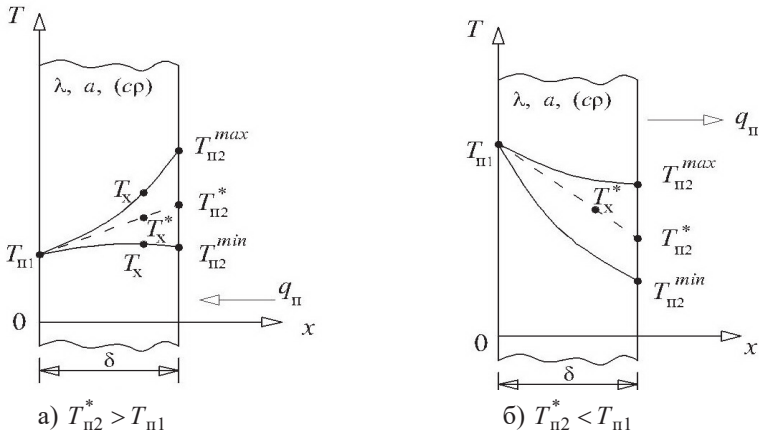 T
λ, a, (cρ)
T_п2^max
T_x
T_п2^*
T_x^*
T_п1
T_x
T_п2^min
q_п
0
x
δ
а) T_п2^* > T_п1
T
λ, a, (cρ)
q_п
T_п1
T_п2^max
T_x^*
T_п2^*
T_п2^min
0
x
δ
б) T_п2^* < T_п1